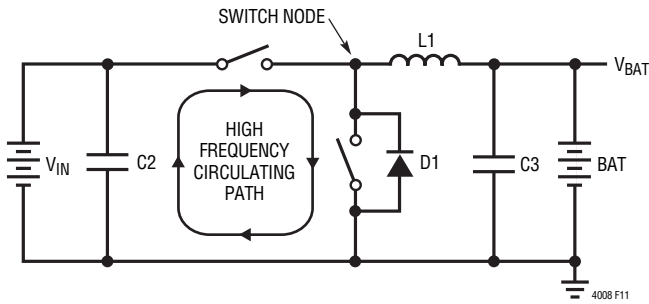 SWITCH NODE
L1
V_BAT
HIGH
FREQUENCY
CIRCULATING
PATH
V_IN
C2
D1
C3
BAT
4008 F11